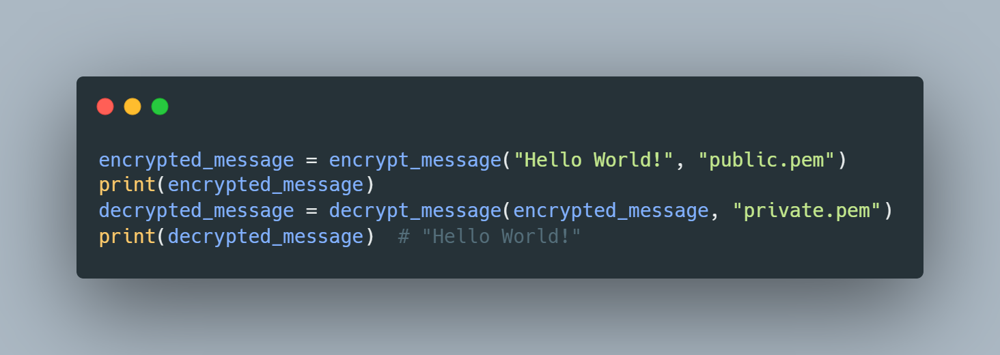 encrypted_message = encrypt_message("Hello World!", "public.pem")
print(encrypted_message)
decrypted_message = decrypt_message(encrypted_message, "private.pem")
print(decrypted_message)  # "Hello World!"